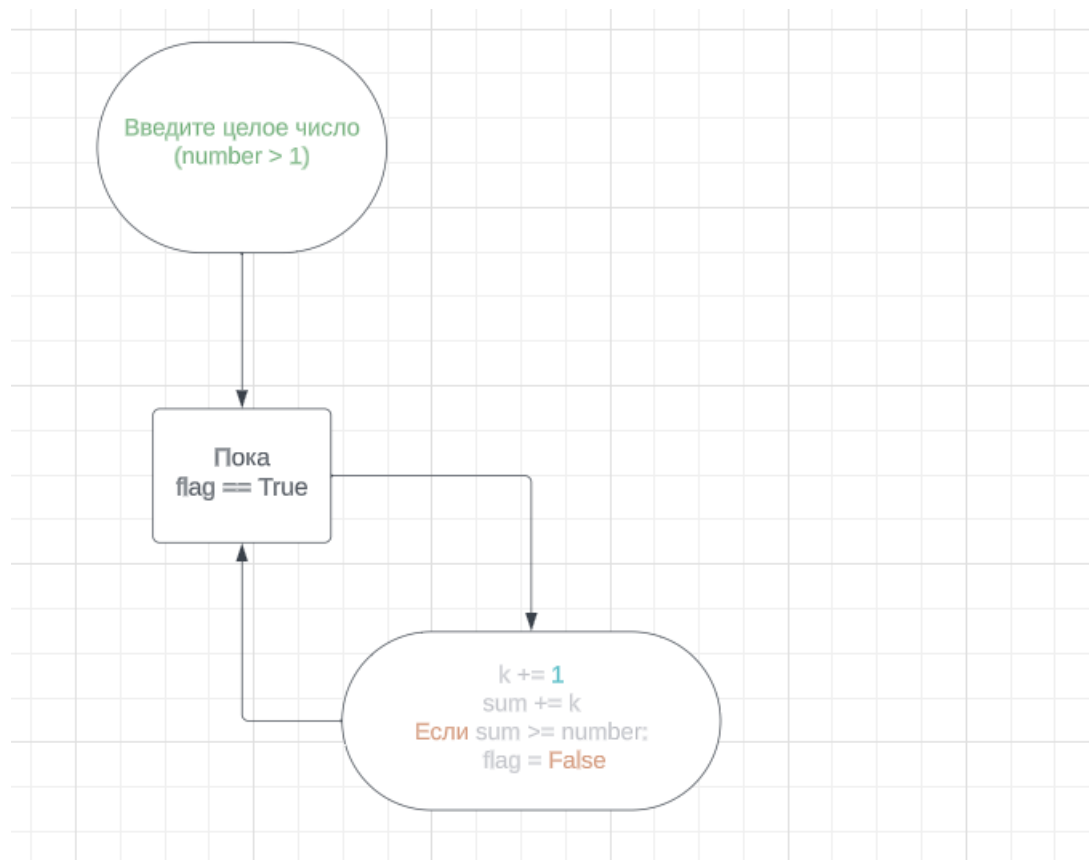 Введите целое число
(number > 1)
Пока
flag == True
k += 1
sum += k
Если sum >= number:
flag = False